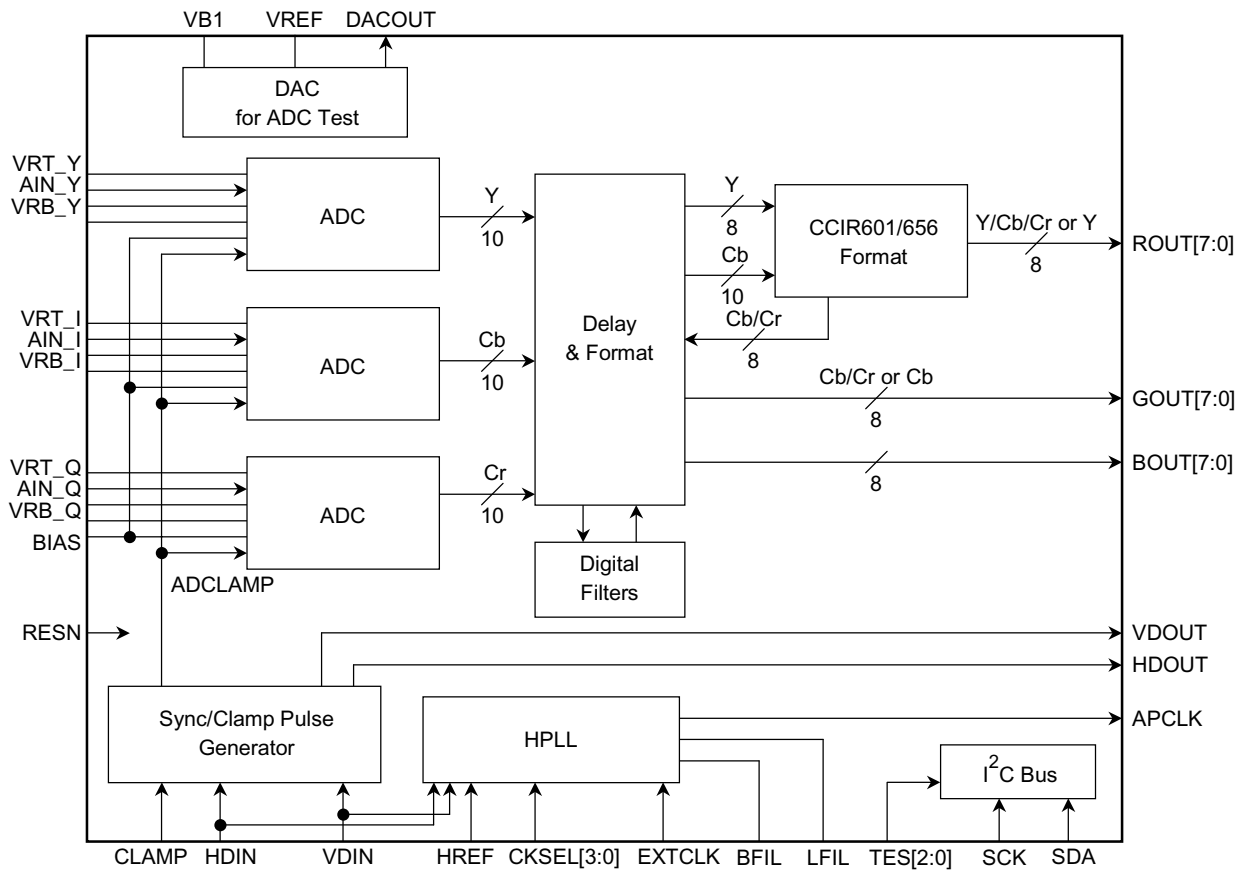 VB1 VREF DACOUT
DAC
for ADC Test
VRT_Y
AIN_Y
VRB_Y
ADC
Y
10
Delay
& Format
Y
8
Cb
10
Cb/Cr
8
CCIR601/656
Format
Y/Cb/Cr or Y
8
ROUT[7:0]
VRT_I
AIN_I
VRB_I
ADC
Cb
10
Cb/Cr or Cb
8
GOUT[7:0]
8
BOUT[7:0]
VRT_Q
AIN_Q
VRB_Q
BIAS
ADC
Cr
10
ADCLAMP
Digital
Filters
RESN
VDOUT
HDOUT
Sync/Clamp Pulse
Generator
HPLL
APCLK
I2C Bus
CLAMP HDIN VDIN HREF CKSEL[3:0] EXTCLK BFIL LFIL TES[2:0] SCK SDA